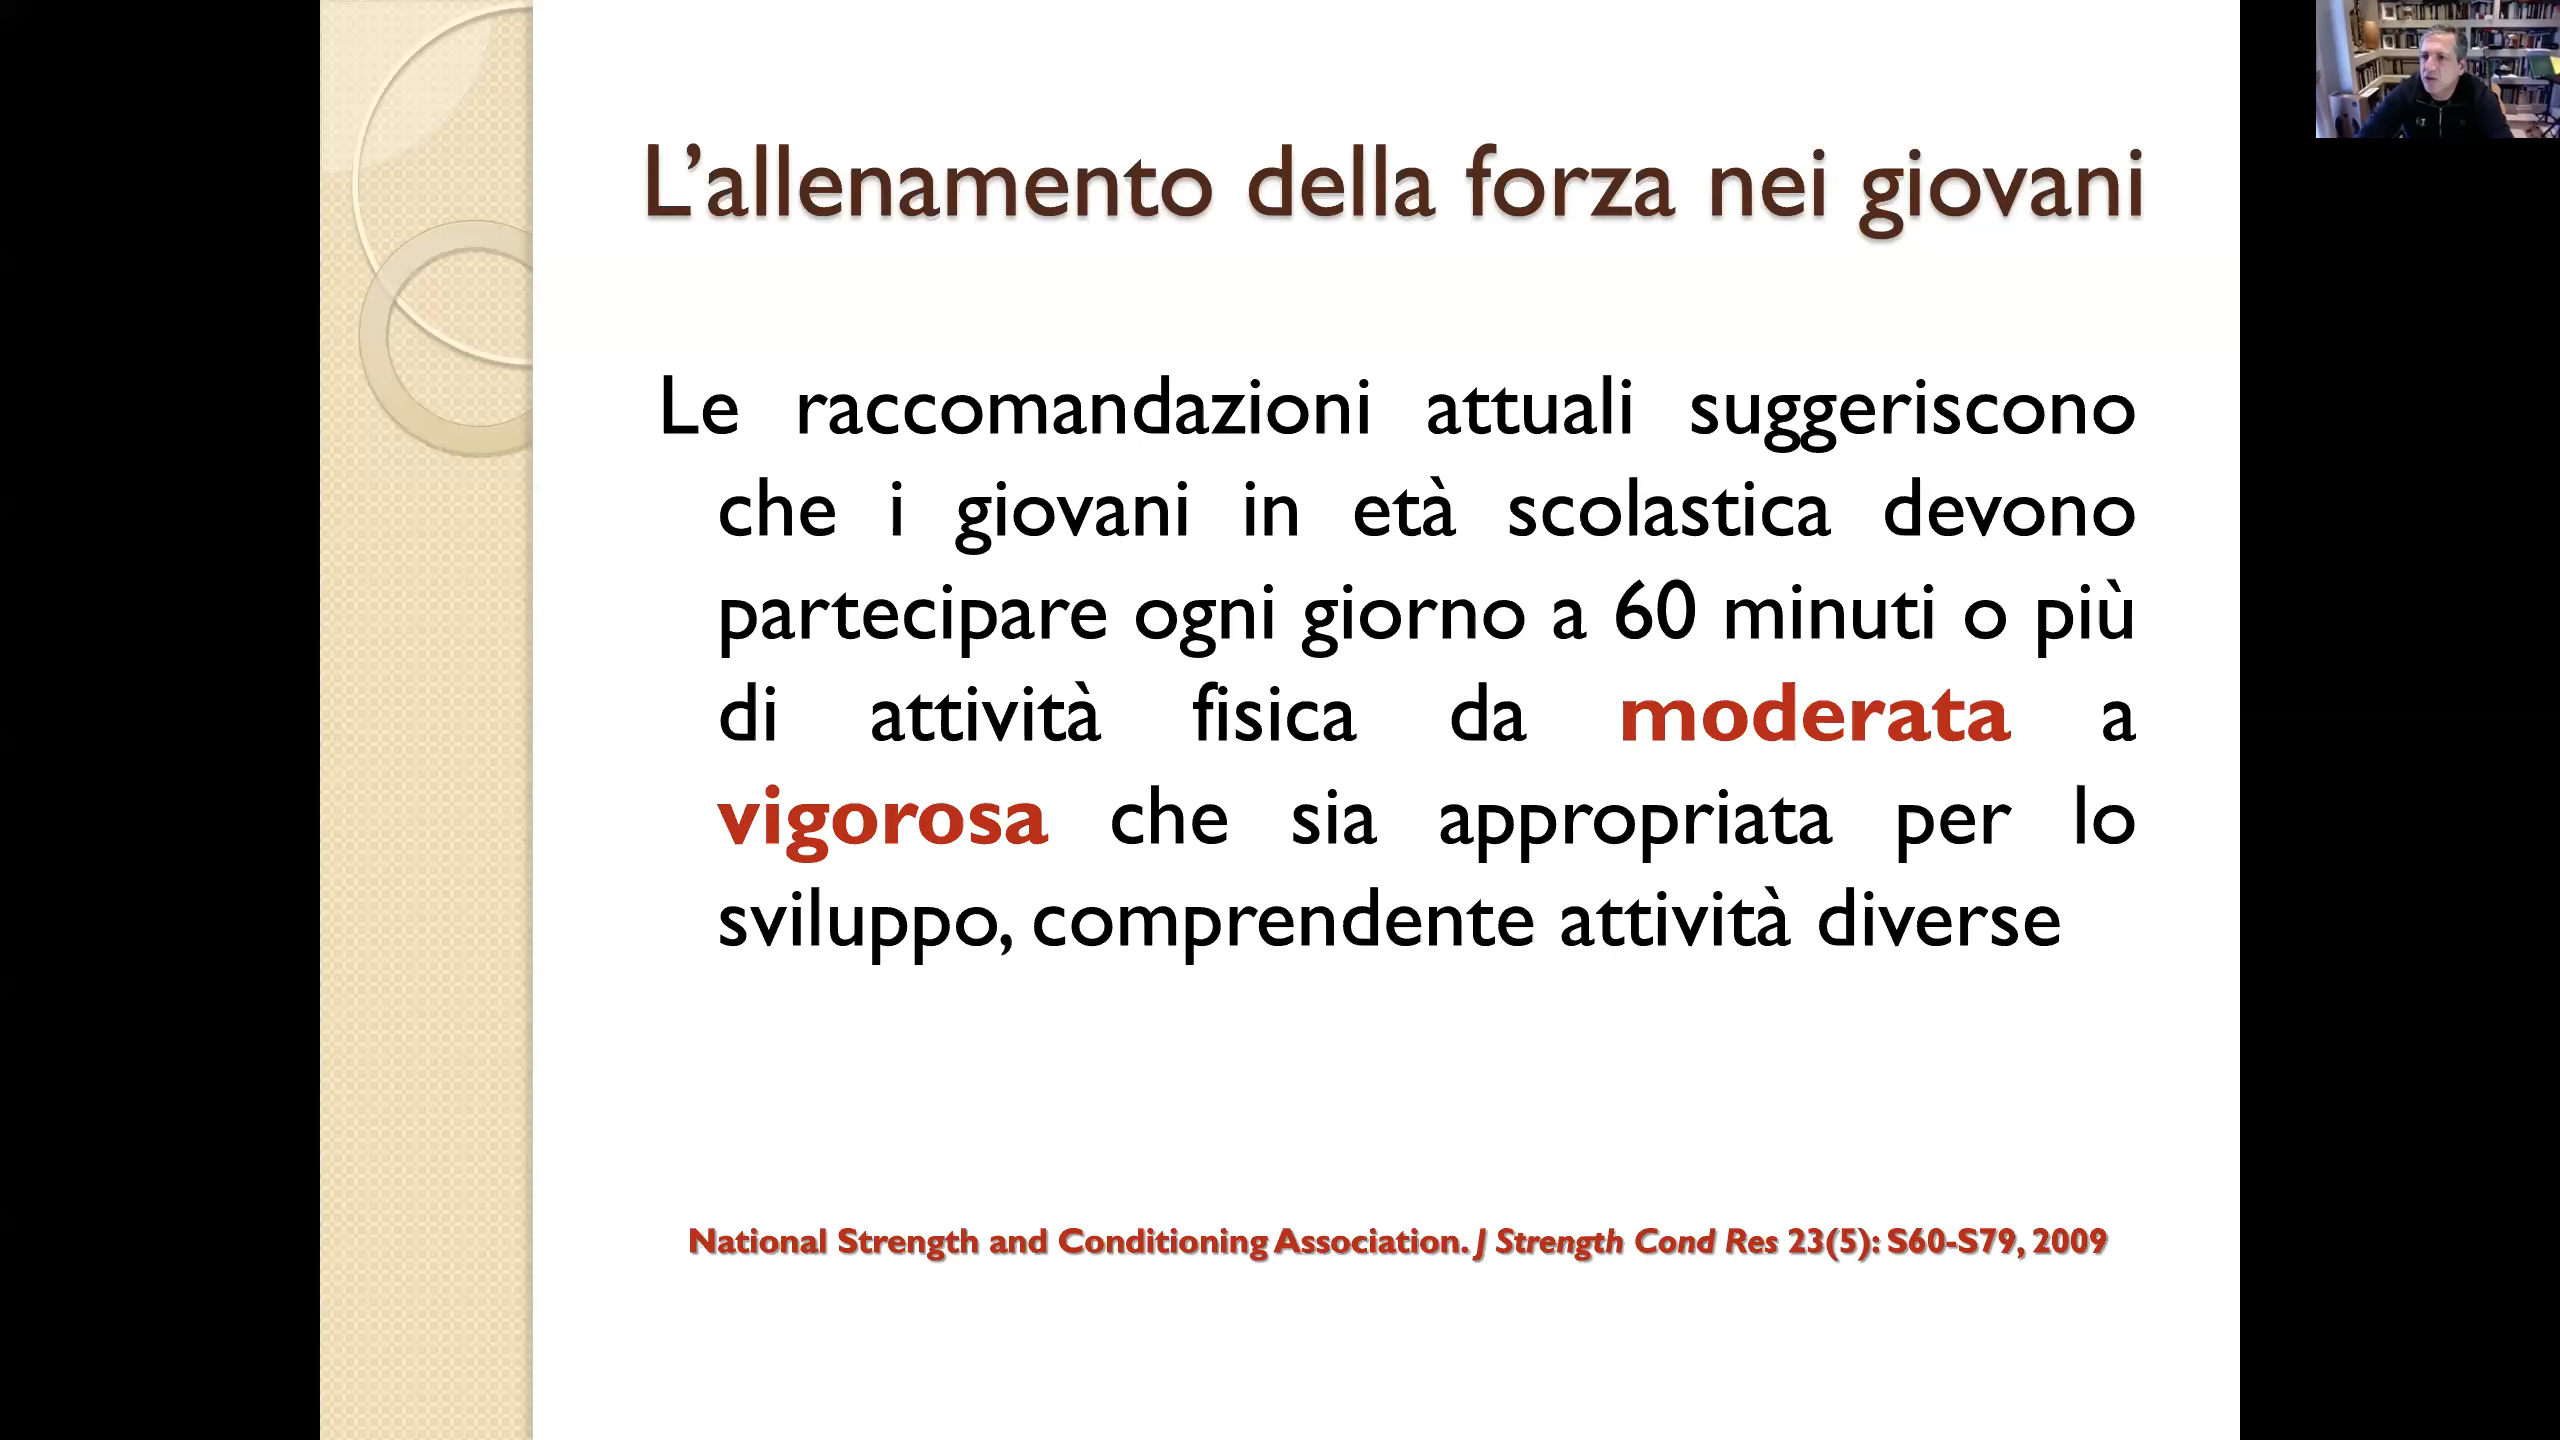 L’allenamento della forza nei giovani
Le raccomandazioni attuali suggeriscono
che i giovani in età scolastica devono
partecipare ogni giorno a 60 minuti o più
di attività fisica da moderata a
vigorosa che sia appropriata per lo
sviluppo, comprendente attività diverse
National Strength and Conditioning Association. J Strength Cond Res 23(5): S60-S79, 2009